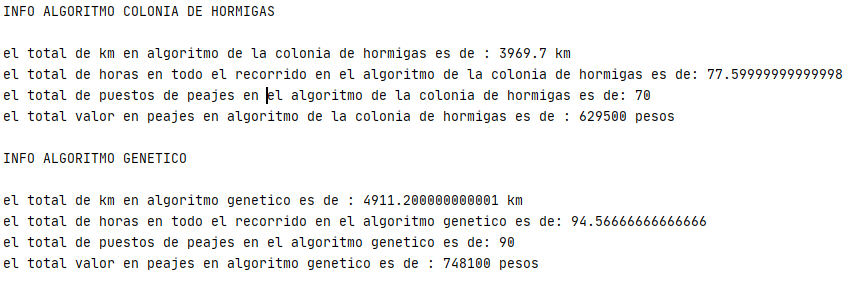 INFO ALGORITMO COLONIA DE HORMIGAS
el total de km en algoritmo de la colonia de hormigas es de : 3969.7 km
el total de horas en todo el recorrido en el algoritmo de la colonia de hormigas es de: 77.59999999999998
el total de puestos de peajes en el algoritmo de la colonia de hormigas es de: 70
el total valor en peajes en algoritmo de la colonia de hormigas es de : 629500 pesos
INFO ALGORITMO GENETICO
el total de km en algoritmo genetico es de : 4911.200000000001 km
el total de horas en todo el recorrido en el algoritmo genetico es de: 94.56666666666666
el total de puestos de peajes en el algoritmo genetico es de: 90
el total valor en peajes en algoritmo genetico es de : 748100 pesos